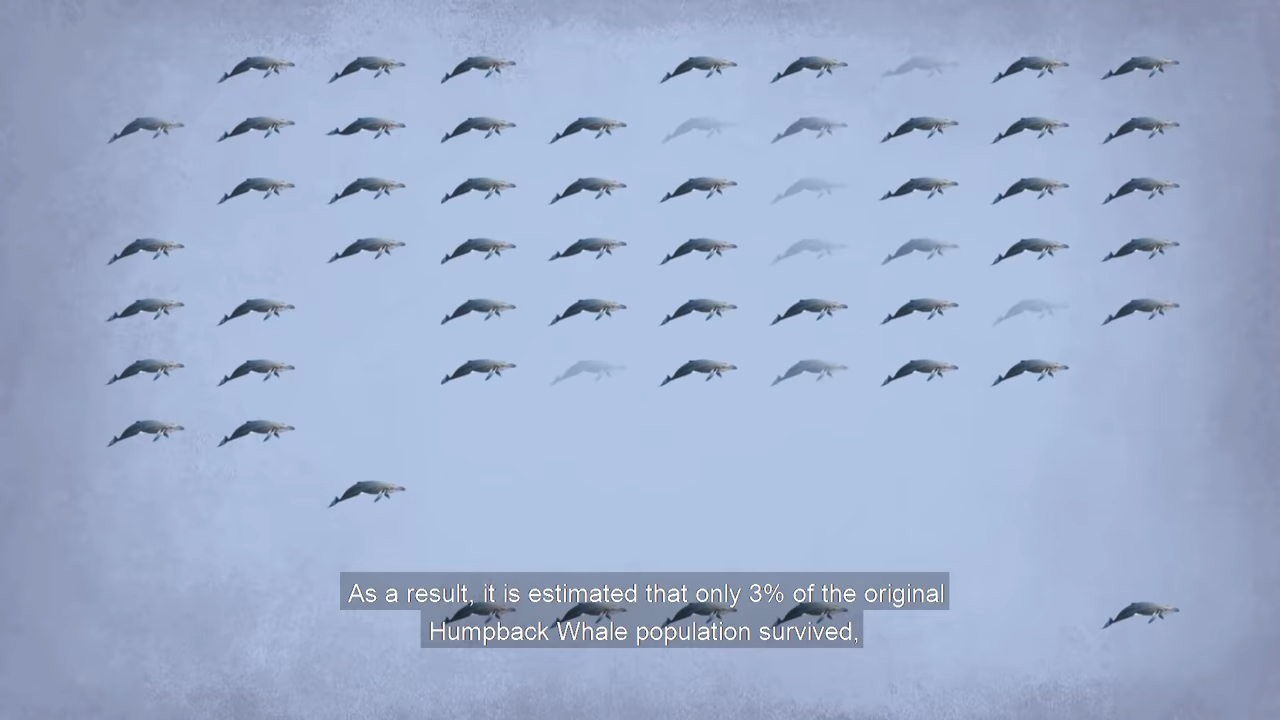 As a result, it is estimated that only 3% of the original
Humpback Whale population survived,